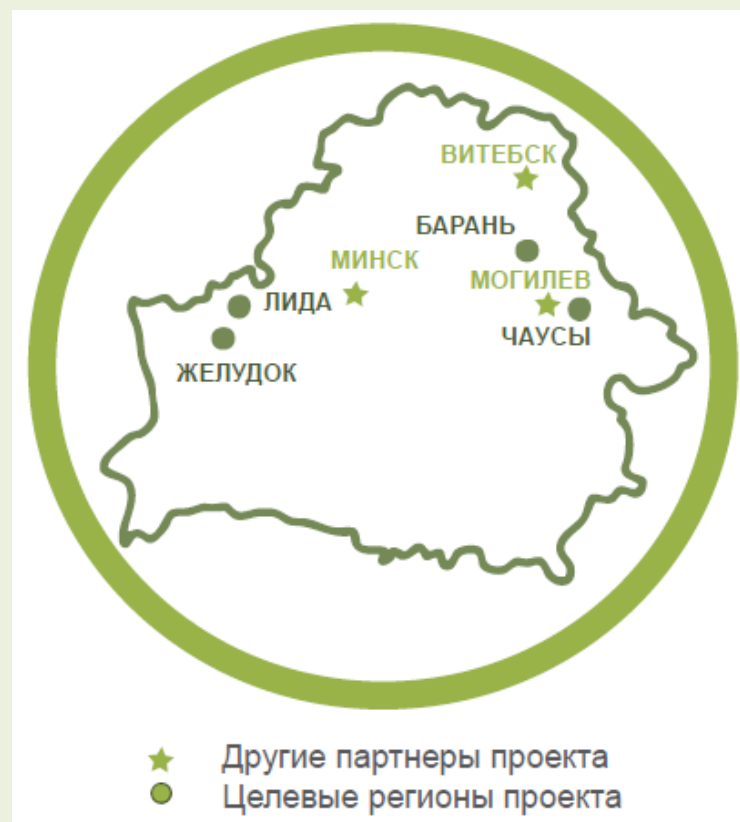 ВИТЕБСК
БАРАНЬ
МИНСК
МОГИЛЕВ
ЛИДА
ЧАУСЫ
ЖЕЛУДОК
Другие партнеры проекта
Целевые регионы проекта